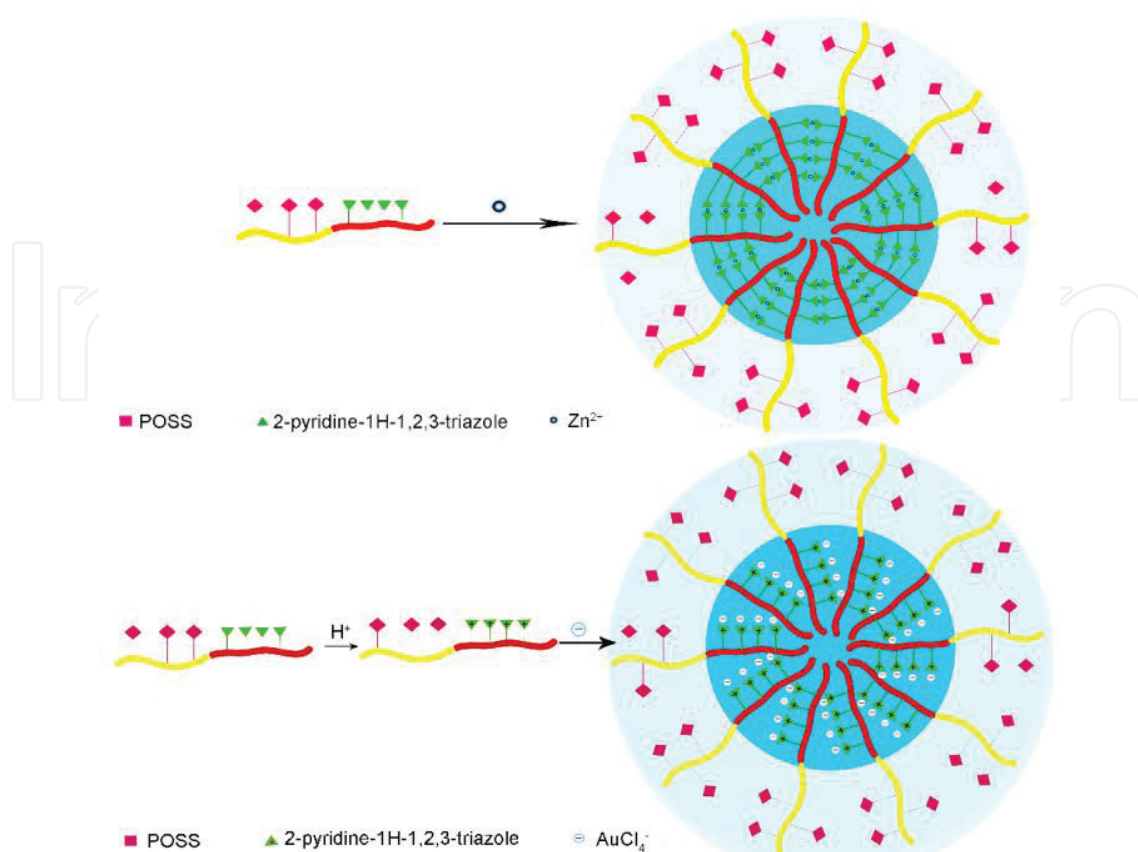 POSS 2-pyridine-1H-1,2,3-triazole Zn²⁺
H⁺
POSS 2-pyridine-1H-1,2,3-triazole AuCl₄⁻